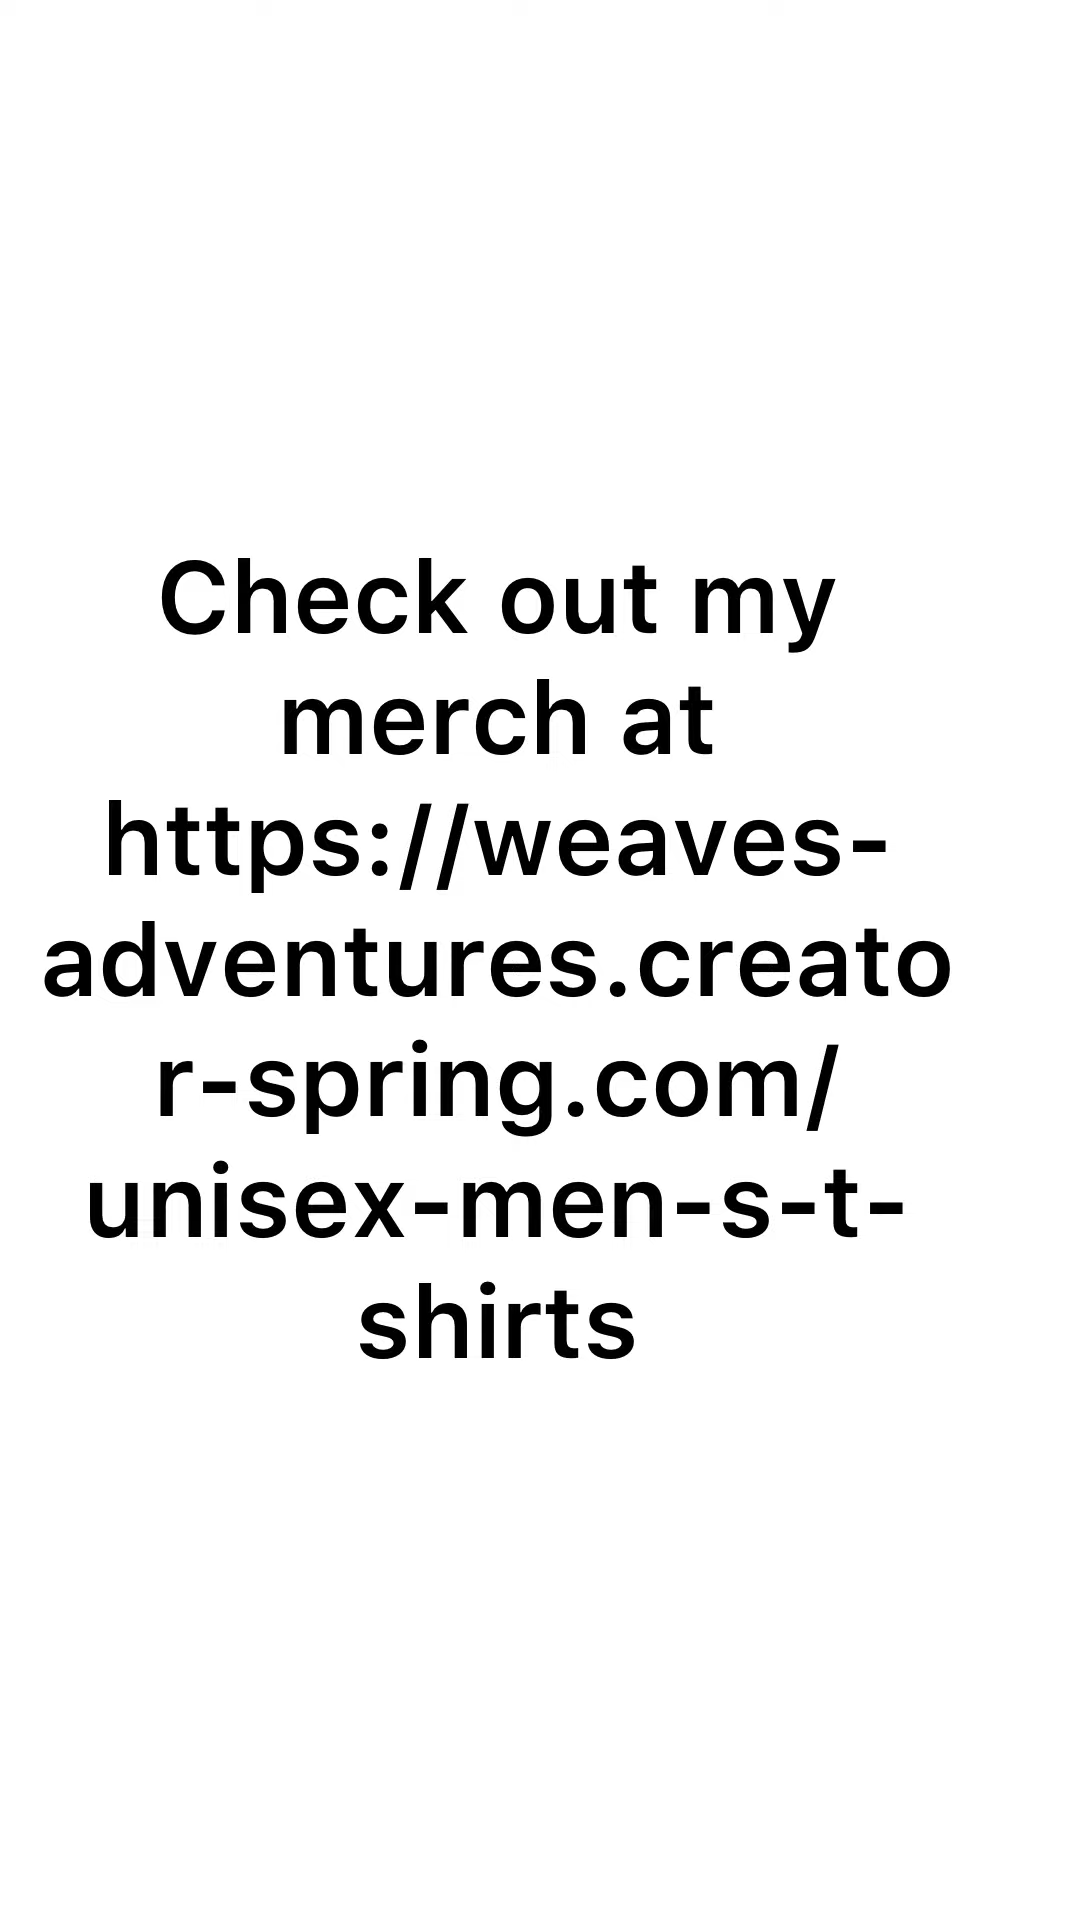 Check out my
merch at
https://weaves-
adventures.creato
r-spring.com/
unisex-men-s-t-
shirts